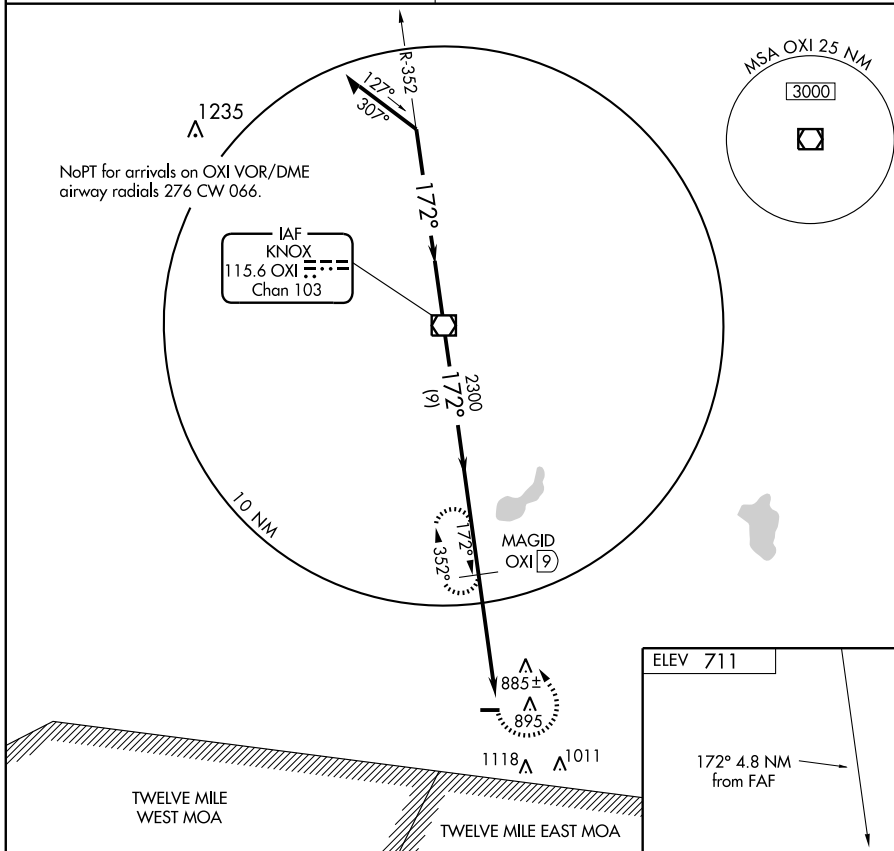 R-352
127°
307°
MSA OXI 25 NM
3000
1235
NoPT for arrivals on OXI VOR/DME
airway radials 276 CW 066.
172°
IAF
KNOX
115.6 OXI
Chan 103
2300
172°
(9)
10 NM
172°
352°
MAGID
OXI 9
885±
895
1118
1011
ELEV 711
172° 4.8 NM
from FAF
TWELVE MILE
WEST MOA
TWELVE MILE EAST MOA